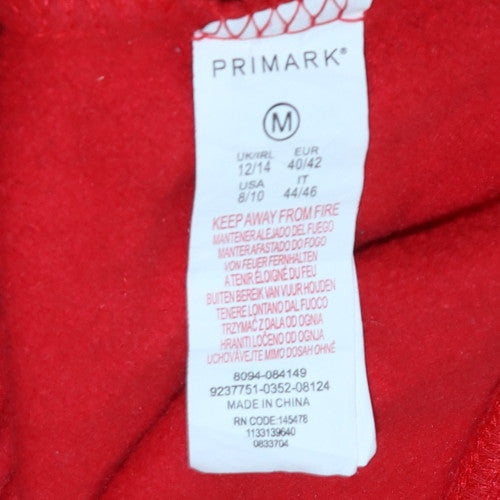 PRIMARK®
M
UK/IRL EUR
12/14 40/42
USA IT
8/10 44/46
KEEP AWAY FROM FIRE
MANTENER ALEJADO DEL FUEGO
MANTER AFASTADO DO FOGO
VON FEUER FERNHALTEN
A TENIR ÉLOIGNÉ DU FEU
BUITEN BEREIK VAN VUUR HOUDEN
TENERE LONTANO DAL FUOCO
TRZYMAĆ Z DALA OD OGNIA
HRANITI LOČENO OD OGNJA
UCHOVÁVEJTE MIMO DOSAH OHNĚ
8094-084149
9237751-0352-08124
MADE IN CHINA
RN CODE: 145478
1133139640
0833704